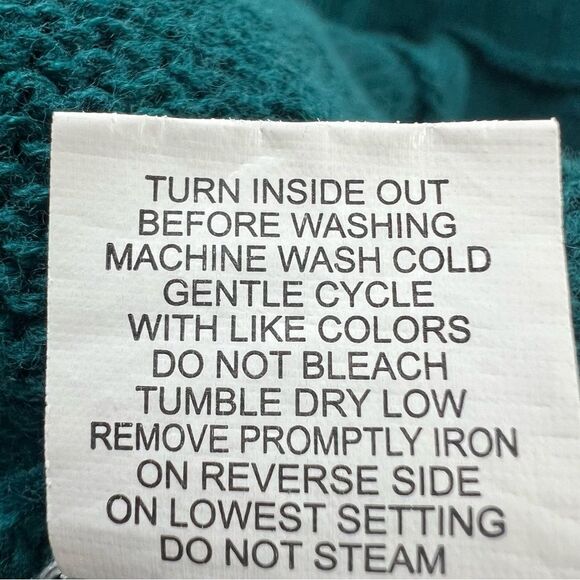 TURN INSIDE OUT
BEFORE WASHING
MACHINE WASH COLD
GENTLE CYCLE
WITH LIKE COLORS
DO NOT BLEACH
TUMBLE DRY LOW
REMOVE PROMPTLY IRON
ON REVERSE SIDE
ON LOWEST SETTING
DO NOT STEAM